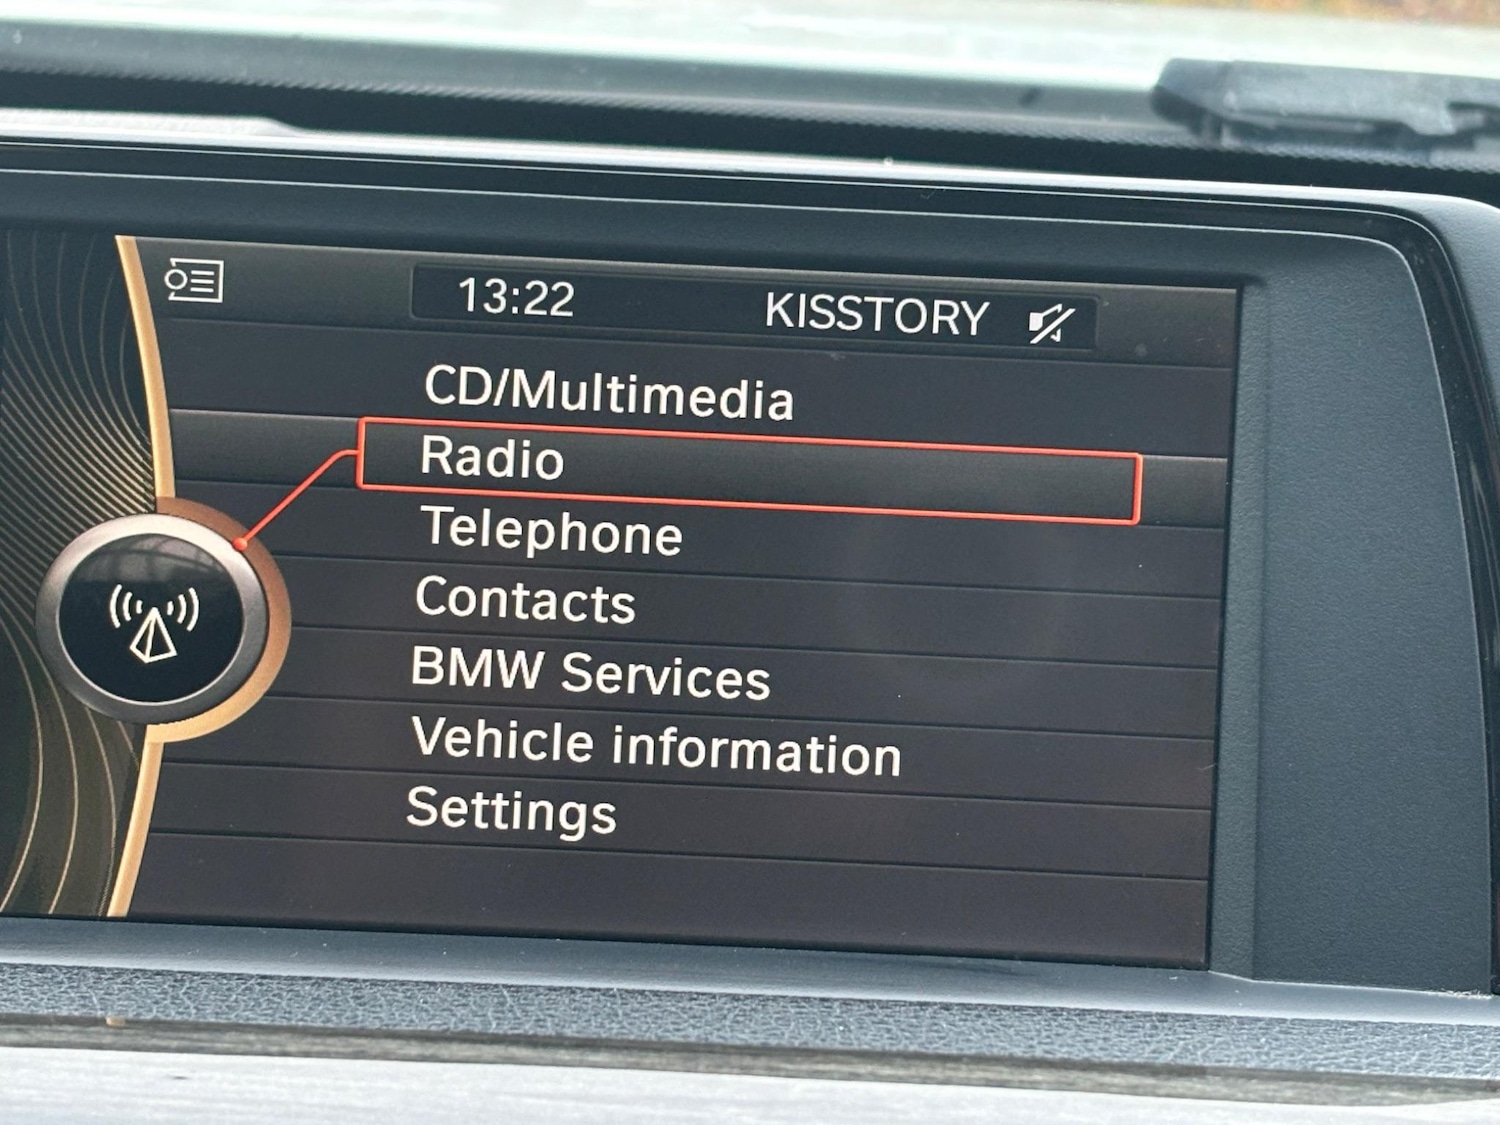 13:22 KISSTORY
CD/Multimedia
Radio
Telephone
Contacts
BMW Services
Vehicle information
Settings